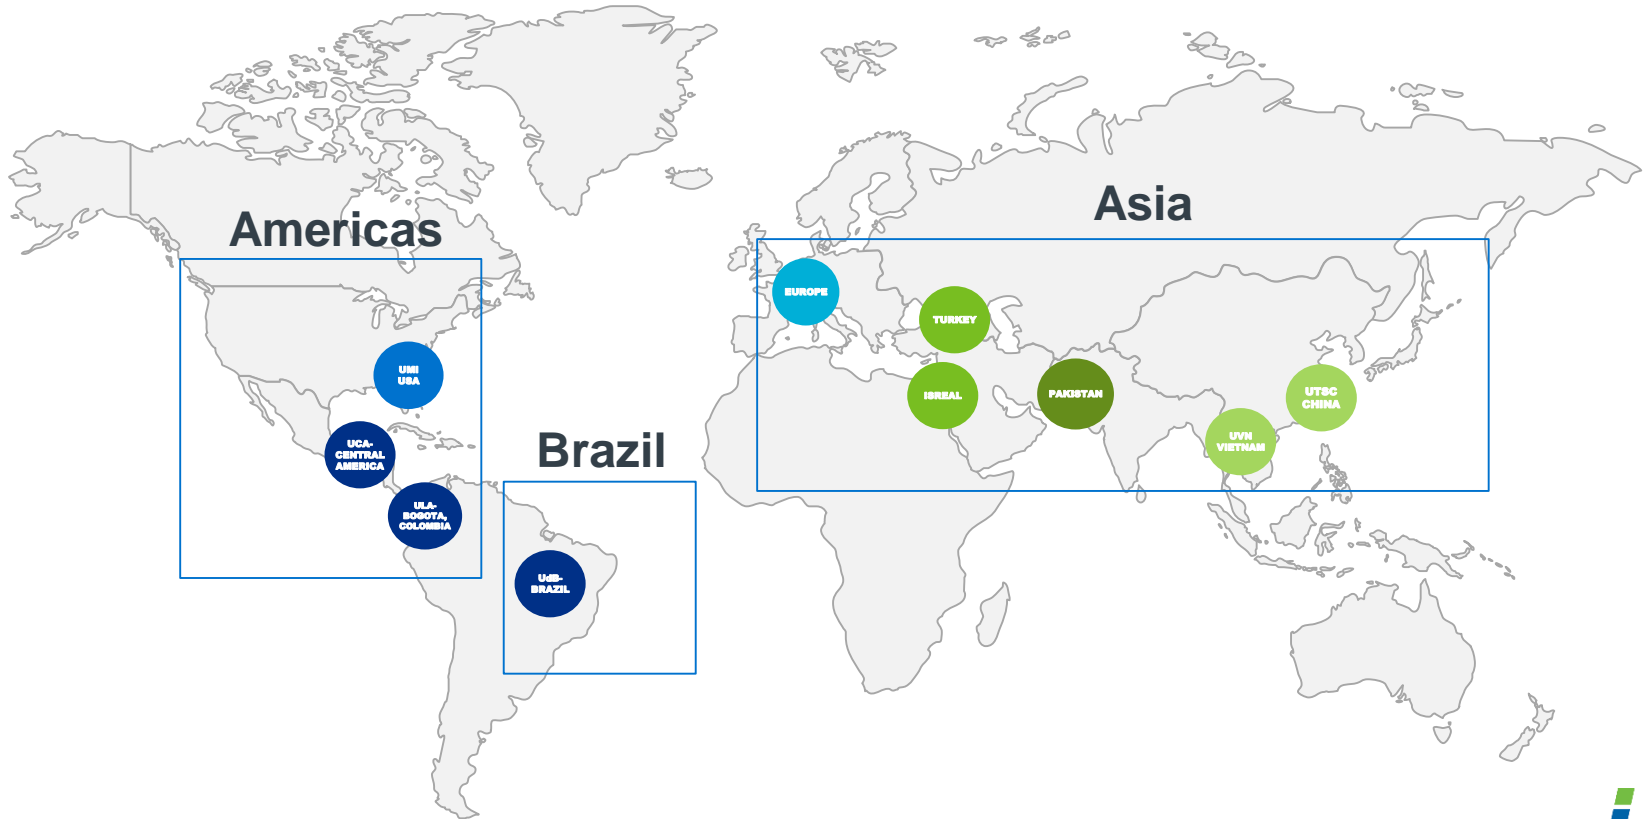 Americas
UMI
USA
UCA-
CENTRAL
AMERICA
ULA-
BOGOTA,
COLOMBIA
Brazil
UdB-
BRAZIL
Asia
EUROPE
TURKEY
ISREAL
PAKISTAN
UVN
VIETNAM
UTSC
CHINA